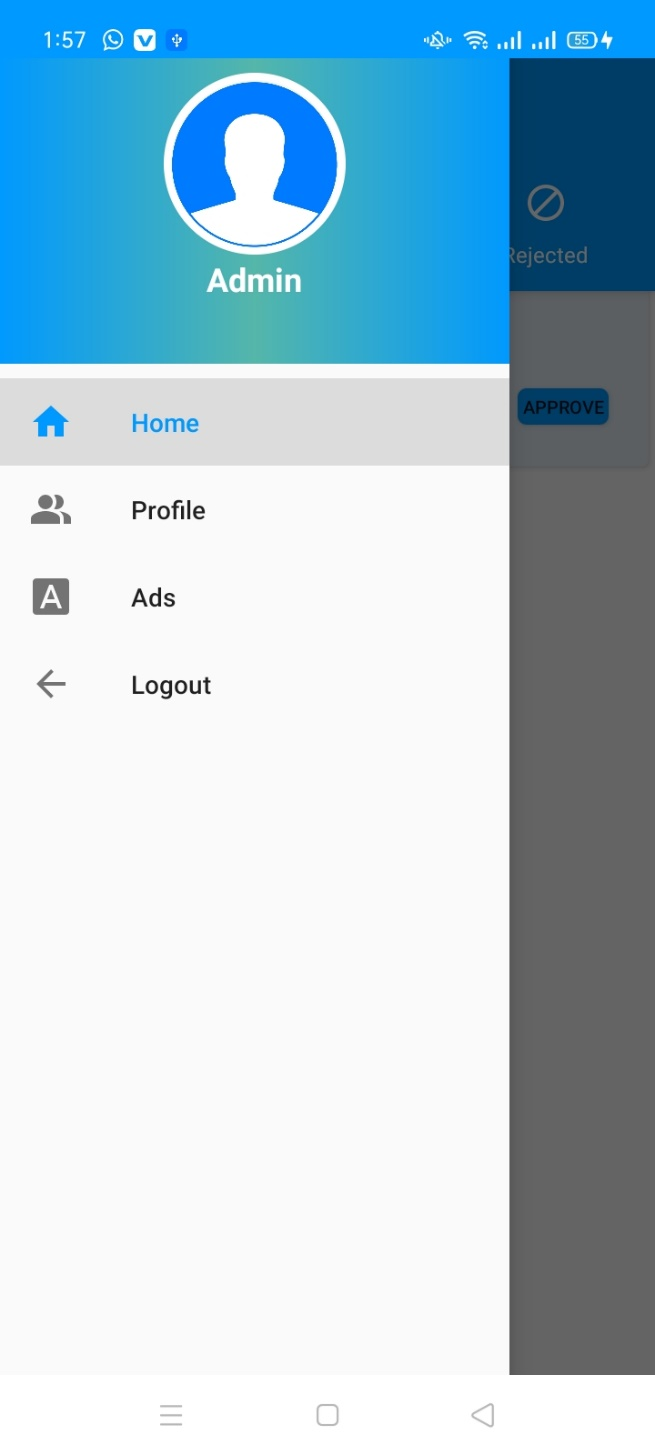 1:57
55
Rejected
Admin
APPROVE
Home
Profile
A
Ads
Logout